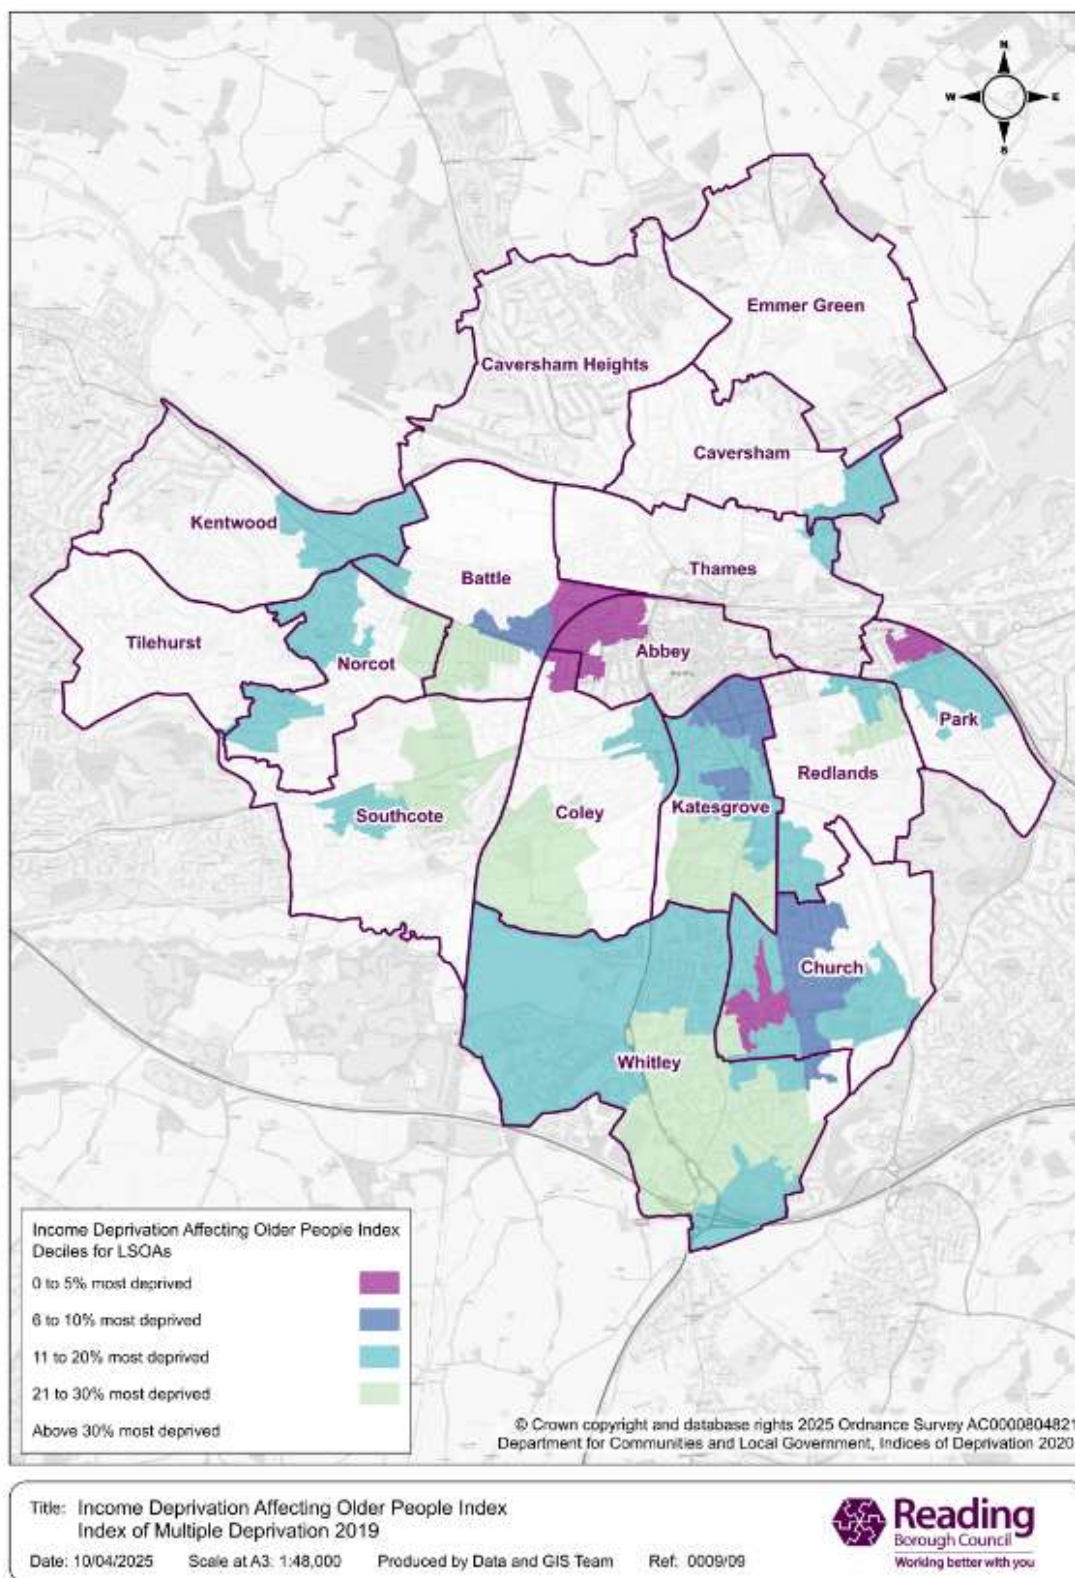 N
W
E
S
Emmer Green
Caversham Heights
Caversham
Kentwood
Thames
Battle
Tilehurst
Norcot
Abbey
Park
Redlands
Southcote
Coley
Katesgrove
Church
Whitley
Income Deprivation Affecting Older People Index
Deciles for LSOAs
0 to 5% most deprived
6 to 10% most deprived
11 to 20% most deprived
21 to 30% most deprived
Above 30% most deprived
© Crown copyright and database rights 2025 Ordnance Survey AC0000804821
Department for Communities and Local Government, Indices of Deprivation 2020
Title: Income Deprivation Affecting Older People Index
Index of Multiple Deprivation 2019
Date: 10/04/2025 Scale at A3: 1:48,000 Produced by Data and GIS Team Ref: 0009/09
Reading
Borough Council
Working better with you